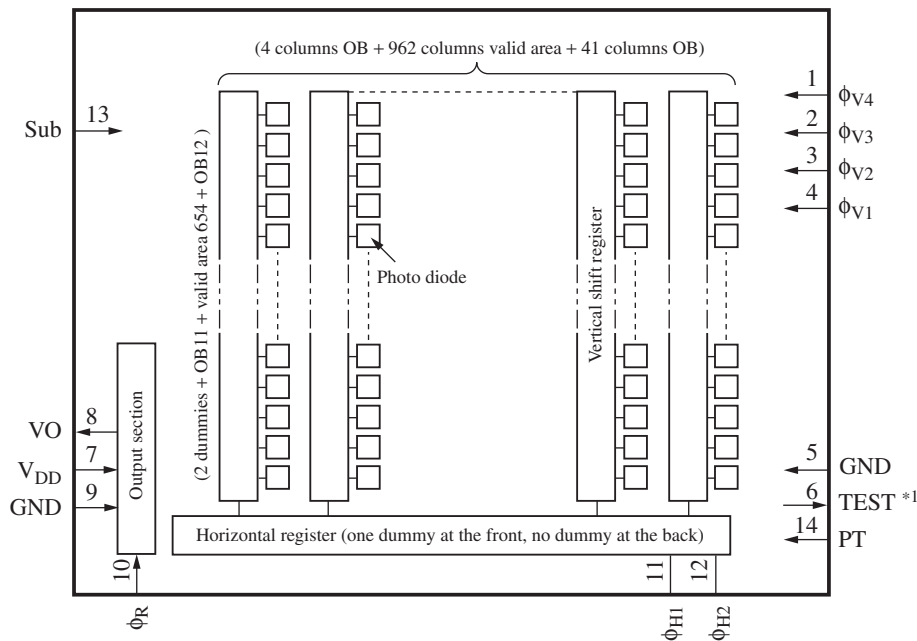 (4 columns OB + 962 columns valid area + 41 columns OB)
1
ϕV4
Sub
13
2
ϕV3
3
ϕV2
4
ϕV1
Photo diode
(2 dummies + OB11 + valid area 654 + OB12 )
Vertical shift register
Output section
VO
8
VDD
7
GND
9
5
GND
6
TEST *1
14
PT
Horizontal register (one dummy at the front, no dummy at the back)
10
11
12
ϕR
ϕH1
ϕH2